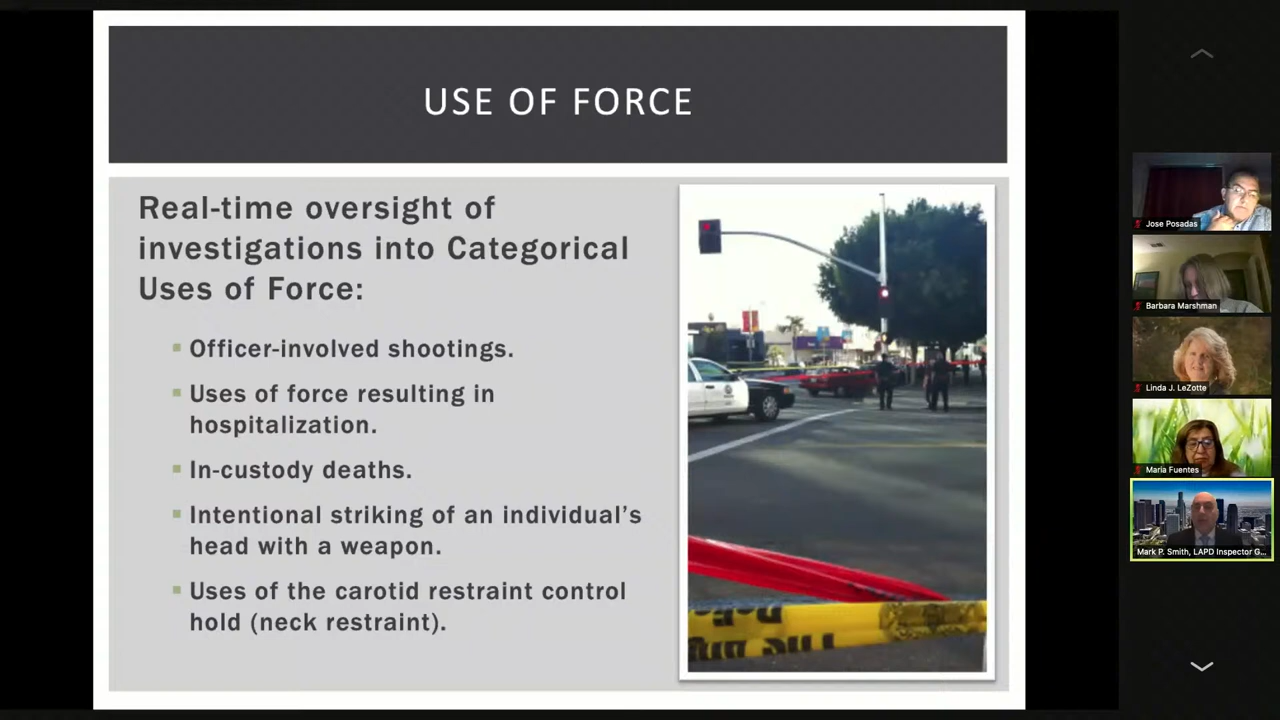 USE OF FORCE
Real-time oversight of
investigations into Categorical
Uses of Force:
Officer-involved shootings.
Uses of force resulting in
hospitalization.
In-custody deaths.
Intentional striking of an individual's
head with a weapon.
Uses of the carotid restraint control
hold (neck restraint).
Jose Posadas
Barbara Marshman
Linda J. LeZotte
Maria Fuentes
Mark P. Smith, LAPD Inspector G...